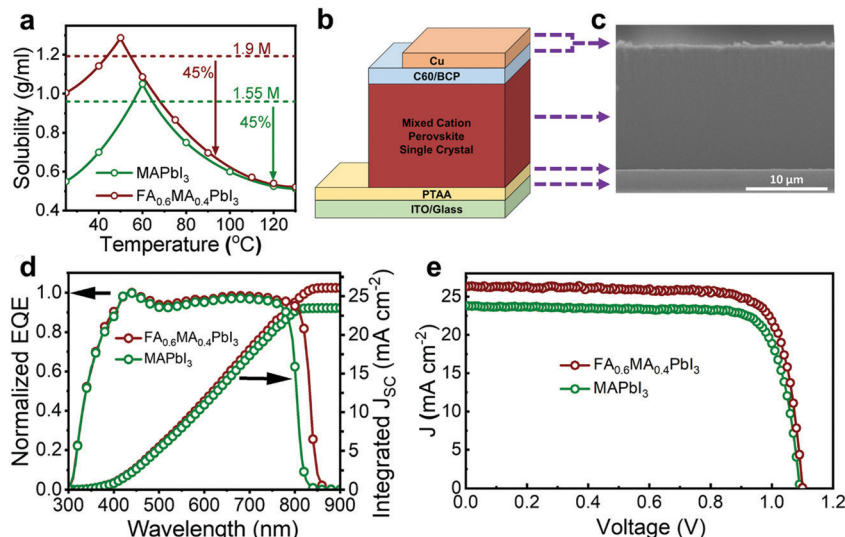 a
Solubility (g/ml)
1.4
1.2
1.0
0.8
0.6
0.4
1.9 M
45%
1.55 M
45%
MAPbI3
FA0.6MA0.4PbI3
40 60 80 100 120
Temperature (°C)
b
Cu
C60/BCP
Mixed Cation
Perovskite
Single Crystal
PTAA
ITO/Glass
c
10 µm
d
Normalized EQE
1.0
0.8
0.6
0.4
0.2
0.0
FA0.6MA0.4PbI3
MAPbI3
25
20
15
10
5
0
Integrated JSC (mA cm-2)
300 400 500 600 700 800 900
Wavelength (nm)
e
J (mA cm-2)
25
20
15
10
5
0
FA0.6MA0.4PbI3
MAPbI3
0.0 0.2 0.4 0.6 0.8 1.0 1.2
Voltage (V)